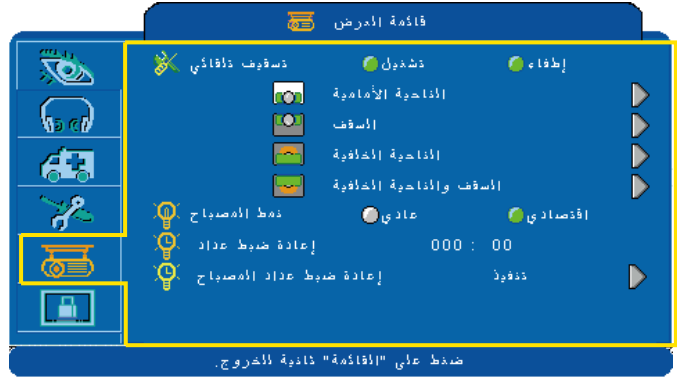 قائمة العرض
تسقيف تلقائي تشغيل إطفاء
الناحية الأمامية
السقف
الناحية الخلفية
السقف والناحية الخلفية
نمط المصباح عادي اقتصادي
إعادة ضبط عداد 000 : 00
إعادة ضبط عداد المصباح تنفيذ
ضغط على "القائمة" ثانية للخروج.